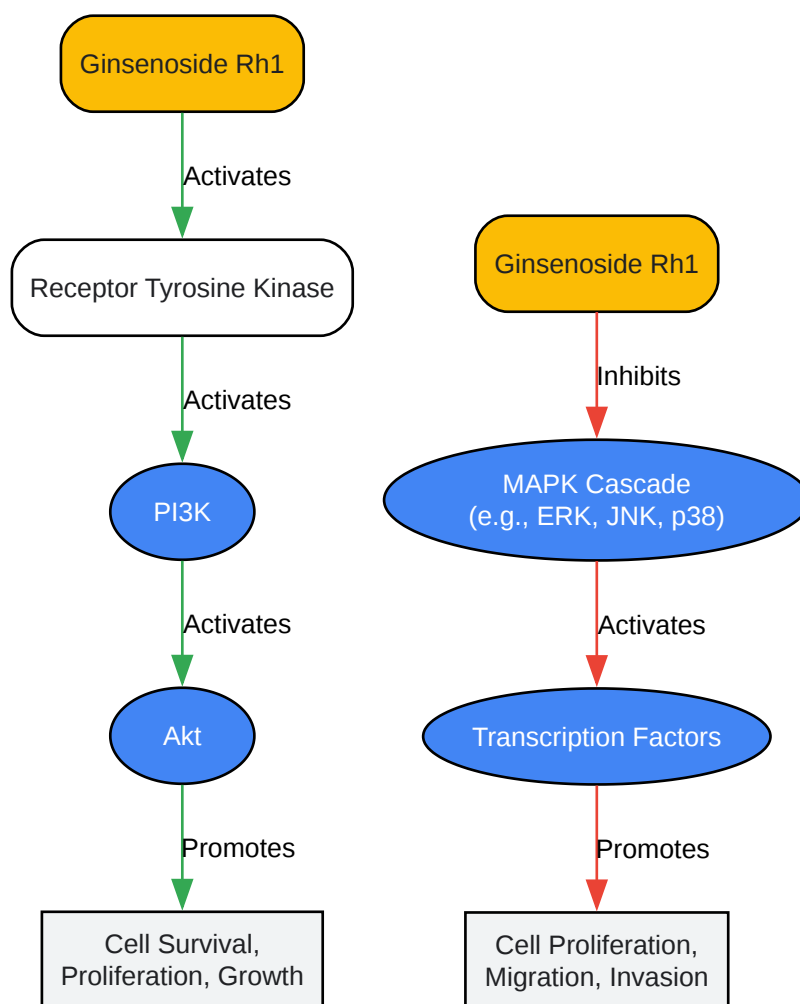 Ginsenoside Rh1
Activates
Receptor Tyrosine Kinase
Activates
PI3K
Activates
Akt
Promotes
Cell Survival,
Proliferation, Growth
Ginsenoside Rh1
Inhibits
MAPK Cascade
(e.g., ERK, JNK, p38)
Activates
Transcription Factors
Promotes
Cell Proliferation,
Migration, Invasion